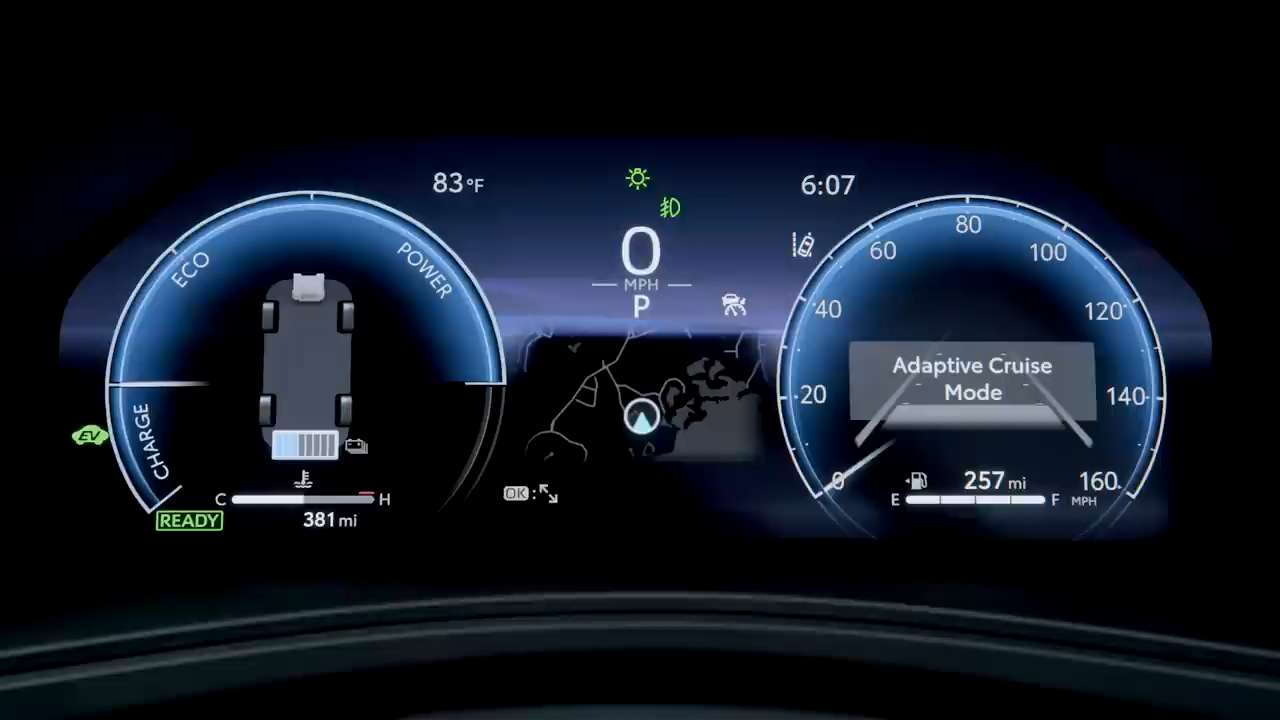 83°F
6:07
ECO
POWER
CHARGE
EV
0
MPH
P
C
H
READY
381 mi
OK :
0
20
40
60
80
100
120
140
160
MPH
Adaptive Cruise
Mode
257 mi
E
F